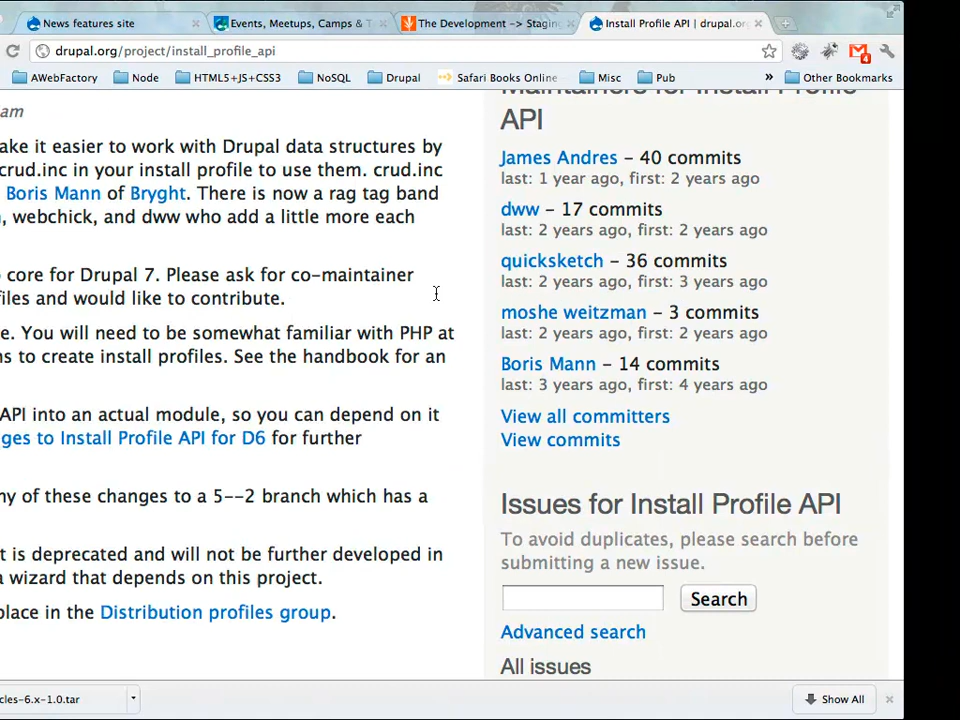 News features site
Events, Meetups, Camps & T
The Development -> Staging
Install Profile API | drupal.org
drupal.org/project/install_profile_api
4
AWebFactory
Node
HTML5+JS+CSS3
NoSQL
Drupal
Safari Books Online
Misc
Pub
»
Other Bookmarks
am
ake it easier to work with Drupal data structures by
crud.inc in your install profile to use them. crud.inc
Boris Mann of Bryght. There is now a rag tag band
, webchick, and dww who add a little more each
o core for Drupal 7. Please ask for co-maintainer
files and would like to contribute.
e. You will need to be somewhat familiar with PHP at
ns to create install profiles. See the handbook for an
API into an actual module, so you can depend on it
ges to Install Profile API for D6 for further
ny of these changes to a 5--2 branch which has a
t is deprecated and will not be further developed in
a wizard that depends on this project.
place in the Distribution profiles group.
Maintainers for Install Profile
API
James Andres – 40 commits
last: 1 year ago, first: 2 years ago
dww – 17 commits
last: 2 years ago, first: 2 years ago
quicksketch – 36 commits
last: 2 years ago, first: 3 years ago
moshe weitzman – 3 commits
last: 2 years ago, first: 2 years ago
Boris Mann – 14 commits
last: 3 years ago, first: 4 years ago
View all committers
View commits
Issues for Install Profile API
To avoid duplicates, please search before
submitting a new issue.
Search
Advanced search
All issues
cles-6.x-1.0.tar
Show All